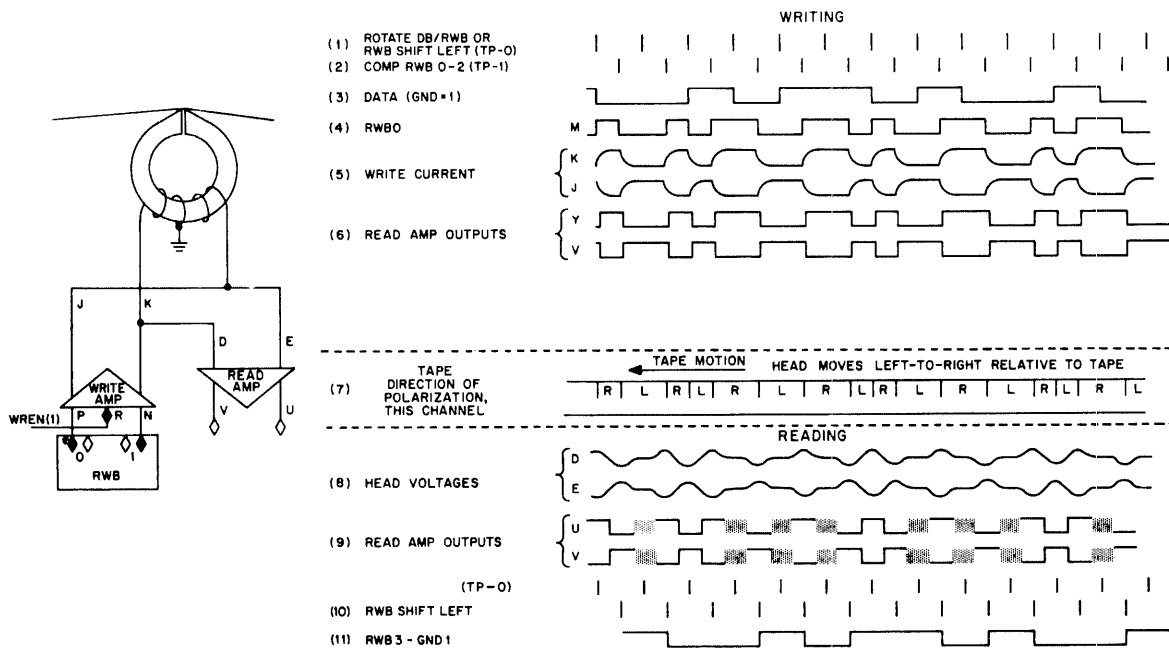 WRITING
(1) ROTATE DB/RWB OR
RWB SHIFT LEFT (TP-0)
(2) COMP RWB 0-2 (TP-1)
(3) DATA (GND=1)
(4) RWB0 M
K
(5) WRITE CURRENT
J
Y
(6) READ AMP OUTPUTS
V
J K
D E
WRITE AMP
READ AMP
P R N
V U
WREN(1)
0 1
RWB
TAPE MOTION HEAD MOVES LEFT-TO-RIGHT RELATIVE TO TAPE
(7) TAPE
DIRECTION OF
POLARIZATION,
THIS CHANNEL
R L R L R L R L R L R L R L R L
READING
D
(8) HEAD VOLTAGES
E
U
(9) READ AMP OUTPUTS
V
(TP-0)
(10) RWB SHIFT LEFT
(11) RWB3 - GND1